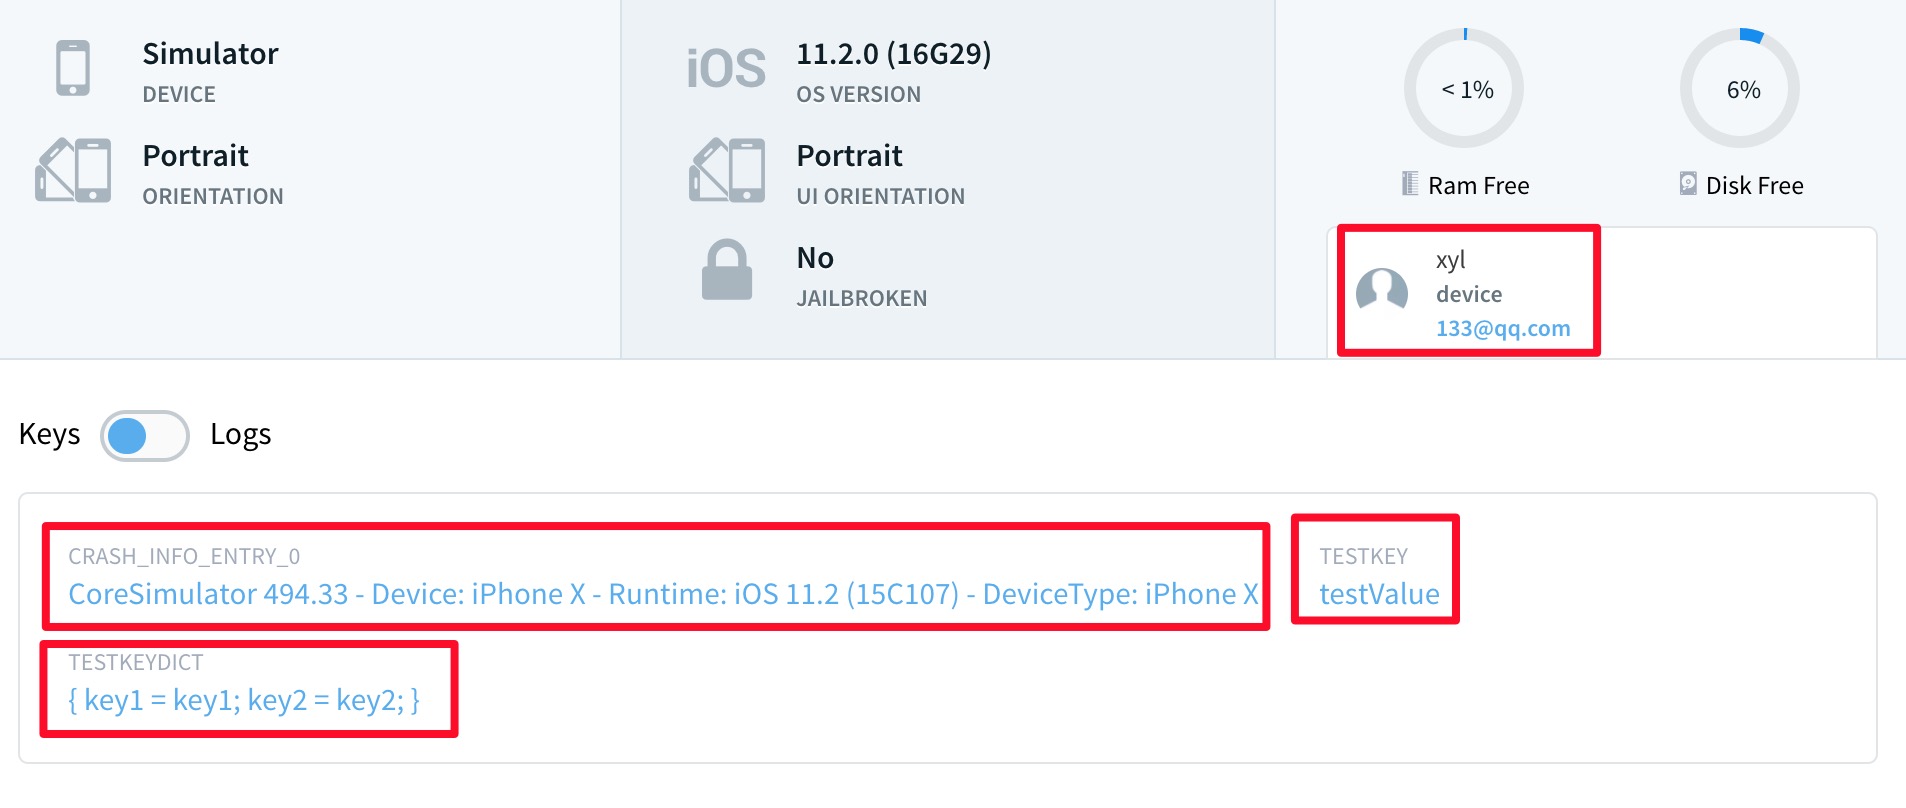 Simulator
DEVICE
Portrait
ORIENTATION
iOS
11.2.0 (16G29)
OS VERSION
Portrait
UI ORIENTATION
No
JAILBROKEN
< 1%
Ram Free
6%
Disk Free
xyl
device
133@qq.com
Keys
Logs
CRASH_INFO_ENTRY_0
CoreSimulator 494.33 - Device: iPhone X - Runtime: iOS 11.2 (15C107) - DeviceType: iPhone X
TESTKEY
testValue
TESTKEYDICT
{ key1 = key1; key2 = key2; }